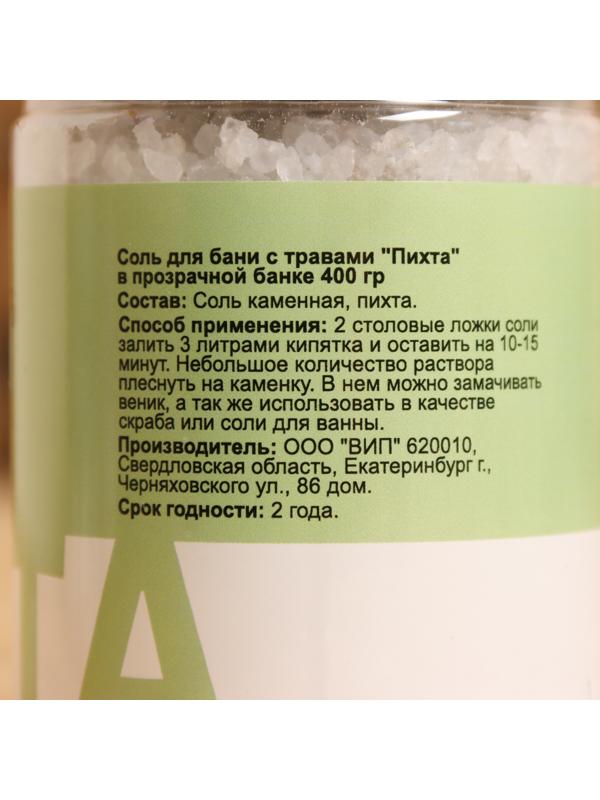 Соль для бани с травами "Пихта"
в прозрачной банке 400 гр
Состав: Соль каменная, пихта.
Способ применения: 2 столовые ложки соли
залить 3 литрами кипятка и оставить на 10-15
минут. Небольшое количество раствора
плеснуть на каменку. В нем можно замачивать
веник, а так же использовать в качестве
скраба или соли для ванны.
Производитель: ООО "ВИП" 620010,
Свердловская область, Екатеринбург г.,
Черняховского ул., 86 дом.
Срок годности: 2 года.
ТА